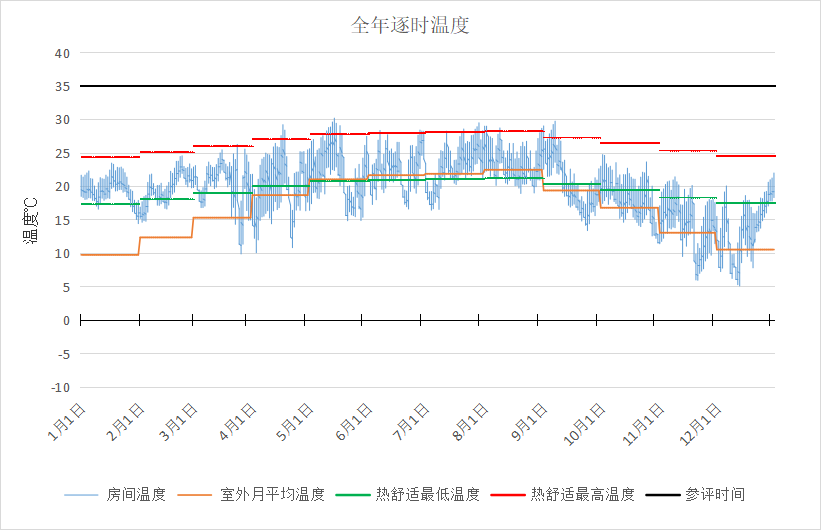 全年逐时温度
40
35
30
25
20
15
10
5
0
-5
-10
温度℃
1月1日
2月1日
3月1日
4月1日
5月1日
6月1日
7月1日
8月1日
9月1日
10月1日
11月1日
12月1日
房间温度 室外月平均温度 热舒适最低温度 热舒适最高温度 参评时间